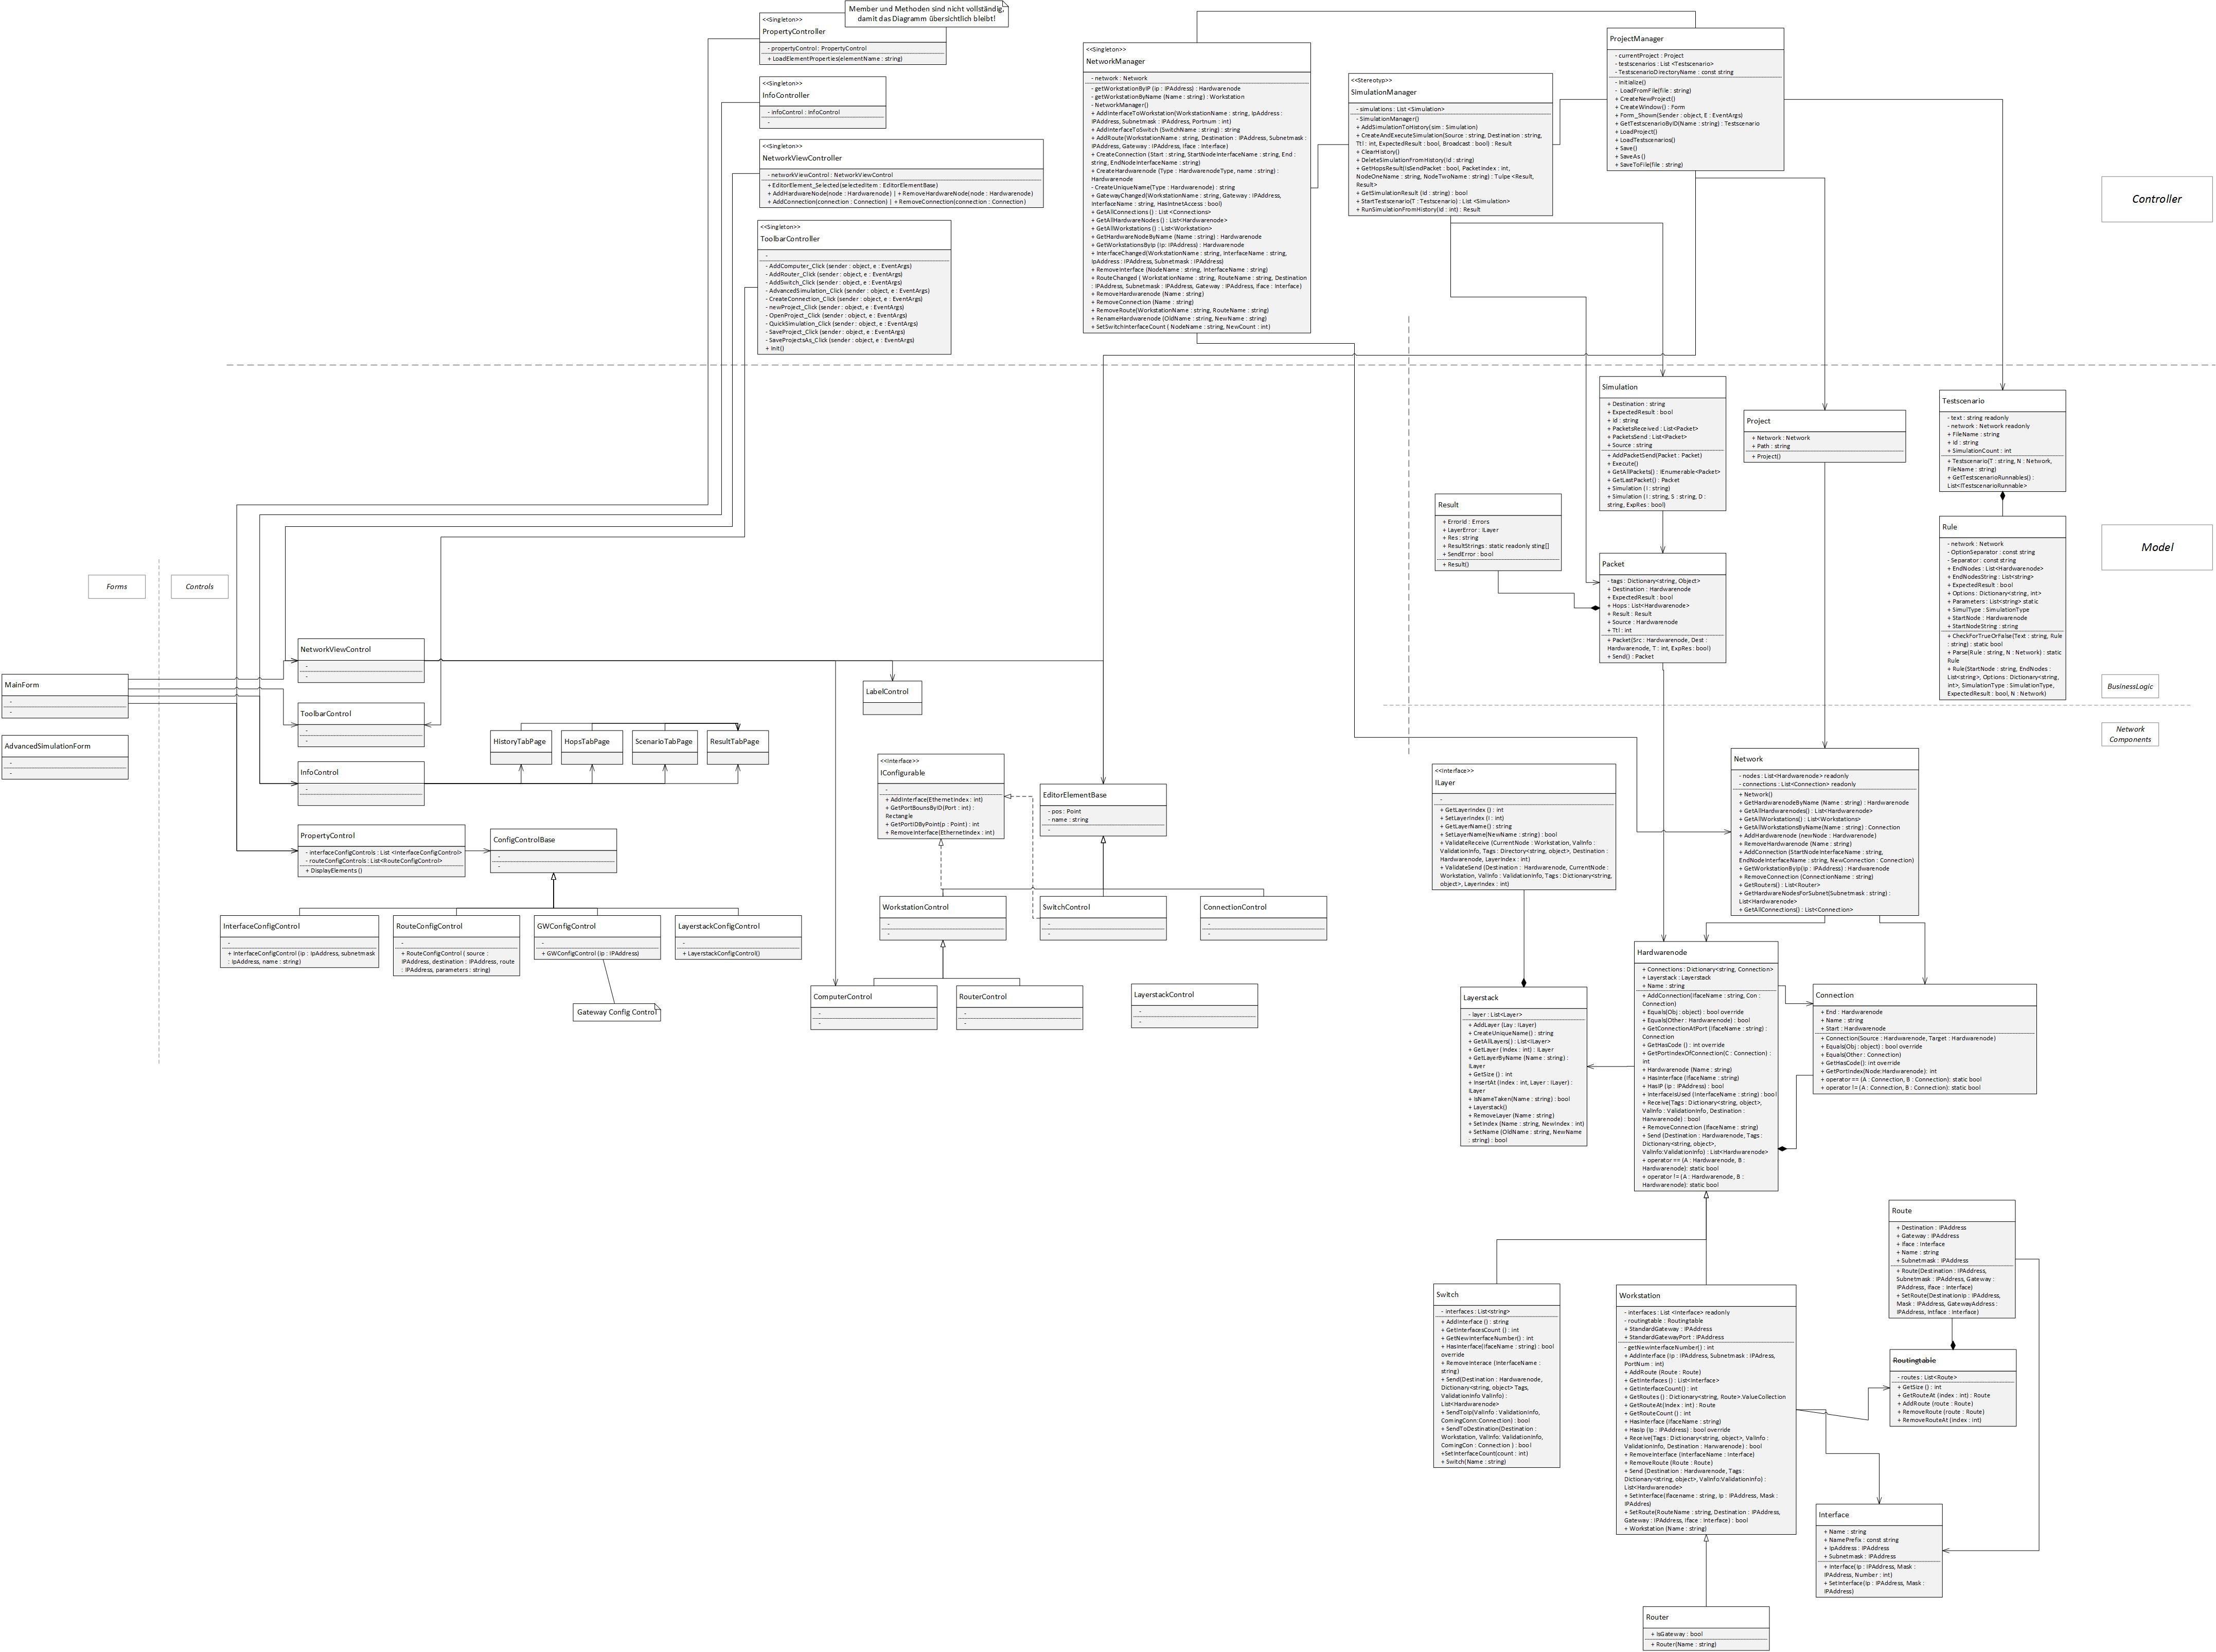 Member und Methoden sind nicht vollständig,
damit das Diagramm übersichtlich bleibt!
<<Singleton>>
PropertyController
- propertyControl : PropertyControl
+ LoadElementProperties(elementName : string)
<<Singleton>>
InfoController
- infoControl : InfoControl
-
<<Singleton>>
NetworkViewController
- networkViewControl : NetworkViewControl
+ EditorElement_Selected(selectedItem : EditorElementBase)
+ AddHardwareNode(node : Hardwarenode) | + RemoveHardwareNode(node : Hardwarenode)
+ AddConnection(connection : Connection) | + RemoveConnection(connection : Connection)
<<Singleton>>
ToolbarController
-
- AddComputer_Click (sender : object, e : EventArgs)
- AddRouter_Click (sender : object, e : EventArgs)
- AddSwitch_Click (sender : object, e : EventArgs)
- AdvancedSimulation_Click (sender : object, e : EventArgs)
- CreateConnection_Click (sender : object, e : EventArgs)
- newProject_Click (sender : object, e : EventArgs)
- OpenProject_Click (sender : object, e : EventArgs)
- QuickSimulation_Click (sender : object, e : EventArgs)
- SaveProject_Click (sender : object, e : EventArgs)
- SaveProjectsAs_Click (sender : object, e : EventArgs)
+ Init()
<<Singleton>>
NetworkManager
- network : Network
- getWorkstationByIP (ip : IPAddress) : Hardwarenode
- getWorkstationByName (Name : string) : Workstation
- NetworkManager()
+ AddInterfaceToWorkstation(WorkstationName : string, IpAddress :
IPAddress, Subnetmask : IPAddress, Portnum : int)
+ AddInterfaceToSwitch (SwitchName : string) : string
+ AddRoute(WorkstationName : string, Destination : IPAddress, Subnetmask :
IPAddress, Gateway : IPAddress, Iface : Interface)
+ CreateConnection (Start : string, StartNodeInterfaceName : string, End :
string, EndNodeInterfaceName : string)
+ CreateHardwarenode (Type : HardwarenodeType, name : string) :
Hardwarenode
- CreateUniqueName(Type : Hardwarenode) : string
+ GatewayChanged(WorkstationName : string, Gateway : IPAddress,
InterfaceName : string, HasIntnetAccess : bool)
+ GetAllConnections () : List <Connections>
+ GetAllHardwareNodes () : List<Hardwarenode>
+ GetAllWorkstations () : List<Workstation>
+ GetHardwareNodeByName (Name : string) : Hardwarenode
+ GetWorkstationsByIp (Ip: IPAddress) : Hardwarenode
+ InterfaceChanged(WorkstationName : string, InterfaceName : string,
IpAddress : IPAddress, Subnetmask : IPAddress)
+ RemoveInterface (NodeName : string, InterfaceName : string)
+ RouteChanged ( WorkstationName : string, RouteName : string, Destination
: IPAddress, Subnetmask : IPAddress, Gateway : IPAddress, Iface : Interface)
+ RemoveHardwarenode (Name : string)
+ RemoveConnection (Name : string)
+ RemoveRoute(WorkstationName : string, RouteName : string)
+ RenameHardwarenode (OldName : string, NewName : string)
+ SetSwitchInterfaceCount ( NodeName : string, NewCount : int)
<<Stereotyp>>
SimulationManager
- simulations : List <Simulation>
- SimulationManager()
+ AddSimulationToHistory(sim : Simulation)
+ CreateAndExecuteSimulation(Source : string, Destination : string,
Ttl : int, ExpectedResult : bool, Broadcast : bool) : Result
+ ClearHistory()
+ DeleteSimulationFromHistory(Id : string)
+ GetHopsResult(IsSendPacket : bool, PacketIndex : int,
NodeOneName : string, NodeTwoName : string) : Tulpe <Result,
Result>
+ GetSimulationResult (Id : string) : bool
+ StartTestscenario(T : Testscenario) : List <Simulation>
+ RunSimulationFromHistory(Id : int) : Result
ProjectManager
- currentProject : Project
- testscenarios : List <Testscenario>
- TestscenarioDirectoryName : const string
- Initialize()
- LoadFromFile(file : string)
+ CreateNewProject()
+ CreateWindow() : Form
+ Form_Shown(Sender : object, E : EventArgs)
+ GetTestscenarioByID(Name : string) : Testscenario
+ LoadProject()
+ LoadTestscenarios()
+ Save()
+ SaveAs ()
+ SaveToFile(file : string)
Controller
Simulation
+ Destination : string
+ ExpectedResult : bool
+ Id : string
+ PacketsReceived : List<Packet>
+ PacketsSend : List<Packet>
+ Source : string
+ AddPacketSend(Packet : Packet)
+ Execute()
+ GetAllPackets() : IEnumerable<Packet>
+ GetLastPacket() : Packet
+ Simulation (I : string)
+ Simulation (I : string, S : string, D :
string, ExpRes : bool)
Project
+ Network : Network
+ Path : string
+ Project()
Testscenario
- text : string readonly
- network : Network readonly
+ FileName : string
+ Id : string
+ SimulationCount : int
+ Testscenario(T : string, N : Network,
FileName : string)
+ GetTestscenarioRunnables() :
List<ITestscenarioRunnable>
Result
+ ErrorId : Errors
+ LayerError : ILayer
+ Res : string
+ ResultStrings : static readonly sting[]
+ SendError : bool
+ Result()
Packet
- tags : Dictionary<string, Object>
+ Destination : Hardwarenode
+ ExpectedResult : bool
+ Hops : List<Hardwarenode>
+ Result : Result
+ Source : Hardwarenode
+ Ttl : int
+ Packet(Src : Hardwarenode, Dest :
Hardwarenode, T : int, ExpRes : bool)
+ Send() : Packet
Rule
- network : Network
- OptionSeparator : const string
- Separator : const string
+ EndNodes : List<Hardwarenode>
+ EndNodesString : List<string>
+ ExpectedResult : bool
+ Options : Dictionary<string, int>
+ Parameters : List<string> static
+ SimulType : SimulationType
+ StartNode : Hardwarenode
+ StartNodeString : string
+ CheckForTrueOrFalse(Text : string, Rule
: string) : static bool
+ Parse(Rule : string, N : Network) : static
Rule
+ Rule(StartNode : string, EndNodes :
List<string>, Options : Dictionary<string,
int>, SimulationType : SimulationType,
ExpectedResult : bool, N : Network)
Model
BusinessLogic
Network
Components
Forms
Controls
MainForm
-
-
AdvancedSimulationForm
-
-
NetworkViewControl
-
-
ToolbarControl
-
-
InfoControl
-
-
HistoryTabPage
HopsTabPage
ScenarioTabPage
ResultTabPage
LabelControl
PropertyControl
- interfaceConfigControls : List <InterfaceConfigControl>
- routeConfigControls : List<RouteConfigControl>
+ DisplayElements ()
ConfigControlBase
-
-
InterfaceConfigControl
-
+ InterfaceConfigControl (ip : IpAddress, subnetmask
: IpAddress, name : string)
RouteConfigControl
-
+ RouteConfigControl ( source :
IPAddress, destination : IPAddress, route
: IPAddress, parameters : string)
GWConfigControl
-
+ GWConfigControl (ip : IPAddress)
LayerstackConfigControl
-
+ LayerstackConfigControl()
Gateway Config Control
<<Interface>>
IConfigurable
-
+ AddInterface(EthernetIndex : int)
+ GetPortBounsByID(Port : int) :
Rectangle
+ GetPortIDByPoint(p : Point) : int
+ RemoveInterface(EthernetIndex : int)
EditorElementBase
- pos : Point
- name : string
-
WorkstationControl
-
-
SwitchControl
-
-
ConnectionControl
-
-
ComputerControl
-
-
RouterControl
-
-
LayerstackControl
-
-
<<Interface>>
ILayer
-
+ GetLayerIndex () : int
+ SetLayerIndex (I : int)
+ GetLayerName() : string
+ SetLayerName(NewName : string) : bool
+ ValidateReceive (CurrentNode : Workstation, ValInfo :
ValidationInfo, Tags : Directory<string, object>, Destination :
Hardwarenode, LayerIndex : int)
+ ValidateSend (Destination : Hardwarenode, CurrentNode :
Workstation, ValInfo : ValidationInfo, Tags : Dictionary<string,
object>, LayerIndex : int)
Network
- nodes : List<Hardwarenode> readonly
- connections : List<Connection> readonly
+ Network()
+ GetHardwarenodeByName (Name : string) : Hardwarenode
+ GetAllHardwarenodes() : List<Hardwarenode>
+ GetAllWorkstations() : List<Workstations>
+ GetAllWorkstationsByName(Name : string) : Connection
+ AddHardwarenode (newNode : Hardwarenode)
+ RemoveHardwarenode (Name : string)
+ AddConnection (StartNodeInterfaceName : string,
EndNodeInterfaceName : string, NewConnection : Connection)
+ GetWorkstationByIp(ip : IPAddress) : Hardwarenode
+ RemoveConnection (ConnectionName : string)
+ GetRouters() : List<Router>
+ GetHardwareNodesForSubnet(Subnetmask : string) :
List<Hardwarenode>
+ GetAllConnections() : List<Connection>
Layerstack
- layer : List<Layer>
+ AddLayer (Lay : ILayer)
+ CreateUniqueName() : string
+ GetAllLayers() : List<ILayer>
+ GetLayer (Index : int) : ILayer
+ GetLayerByName (Name : string) :
ILayer
+ GetSize () : int
+ InsertAt (Index : int, Layer : ILayer) :
ILayer
+ IsNameTaken(Name : string) : bool
+ Layerstack()
+ RemoveLayer (Name : string)
+ SetIndex (Name : string, NewIndex : int)
+ SetName (OldName : string, NewName
: string) : bool
Hardwarenode
+ Connections : Dictionary<string, Connection>
+ Layerstack : Layerstack
+ Name : string
+ AddConnection(IfaceName : string, Con :
Connection)
+ Equals(Obj : object) : bool override
+ Equals(Other : Hardwarenode) : bool
+ GetConnectionAtPort (IfaceName : string) :
Connection
+ GetHasCode () : int override
+ GetPortIndexOfConnection(C : Connection) :
int
+ Hardwarenode (Name : string)
+ HasInterface (IfaceName : string)
+ HasIP (ip : IPAddress) : bool
+ InterfaceIsUsed (InterfaceName : string) : bool
+ Receive(Tags : Dictionary<string, object>,
ValInfo : ValidationInfo, Destination :
Harwarenode) : bool
+ RemoveConnection (IfaceName : string)
+ Send (Destination : Hardwarenode, Tags :
Dictionary<string, object>,
ValInfo:ValidationInfo) : List<Hardwarenode>
+ operator == (A : Hardwarenode, B :
Hardwarenode): static bool
+ operator != (A : Hardwarenode, B :
Hardwarenode): static bool
Connection
+ End : Hardwarenode
+ Name : string
+ Start : Hardwarenode
+ Connection(Source : Hardwarenode, Target : Hardwarenode)
+ Equals(Obj : object) : bool override
+ Equals(Other : Connection)
+ GetHasCode(): int override
+ GetPortIndex(Node:Hardwarenode): int
+ operator == (A : Connection, B : Connection): static bool
+ operator != (A : Connection, B : Connection): static bool
Switch
- interfaces : List<string>
+ AddInterface () : string
+ GetInterfacesCount () : int
+ GetNewInterfaceNumber() : int
+ HasInterface(IfaceName : string) : bool
override
+ RemoveInterace (InterfaceName :
string)
+ Send(Destination : Hardwarenode,
Dictionary<string, object> Tags,
ValidationInfo ValInfo) :
List<Hardwarenode>
+ SendToIp(ValInfo : ValidationInfo,
ComingConn:Connection) : bool
+ SendToDestination(Destination :
Workstation, ValInfo: ValidationInfo,
ComingCon : Connection ) : bool
+SetInterfaceCount(count : int)
+ Switch(Name : string)
Workstation
- interfaces : List <Interface> readonly
- routingtable : Routingtable
+ StandardGateway : IPAddress
+ StandardGatewayPort : IPAddress
- getNewInterfaceNumber() : int
+ AddInterface (ip : IPAddress, Subnetmask : IPAdress,
PortNum : int)
+ AddRoute (Route : Route)
+ GetInterfaces () : List<Interface>
+ GetInterfaceCount() : int
+ GetRoutes () : Dictionary<string, Route>.ValueCollection
+ GetRouteAt(Index : int) : Route
+ GetRouteCount () : int
+ HasInterface (IfaceName : string)
+ HasIp (Ip : IPAddress) : bool override
+ Receive(Tags : Dictionary<string, object>, ValInfo :
ValidationInfo, Destination : Harwarenode) : bool
+ RemoveInterface (InterfaceName : Interface)
+ RemoveRoute (Route : Route)
+ Send (Destination : Hardwarenode, Tags :
Dictionary<string, object>, ValInfo:ValidationInfo) :
List<Hardwarenode>
+ SetInterface(Ifacename : string, Ip : IPAddress, Mask :
IPAddres)
+ SetRoute(RouteName : string, Destination : IPAddress,
Gateway : IPAddress, Iface : Interface) : bool
+ Workstation (Name : string)
Route
+ Destination : IPAddress
+ Gateway : IPAddress
+ Iface : Interface
+ Name : string
+ Subnetmask : IPAddress
+ Route(Destination : IPAddress,
Subnetmask : IPAddress, Gateway :
IPAddress, Iface : Interface)
+ SetRoute(DestinationIp : IPAddress,
Mask : IPAddress, GatewayAddress :
IPAddress, Intface : Interface)
Routingtable
- routes : List<Route>
+ GetSize () : int
+ GetRouteAt (index : int) : Route
+ AddRoute (route : Route)
+ RemoveRoute (route : Route)
+ RemoveRouteAt (index : int)
Interface
+ Name : string
+ NamePrefix : const string
+ IpAddress : IPAddress
+ Subnetmask : IPAddress
+ Interface(Ip : IPAddress, Mask :
IPAddress, Number : int)
+ SetInterface(ip : IPAddress, Mask :
IPAddress)
Router
+ IsGateway : bool
+ Router(Name : string)